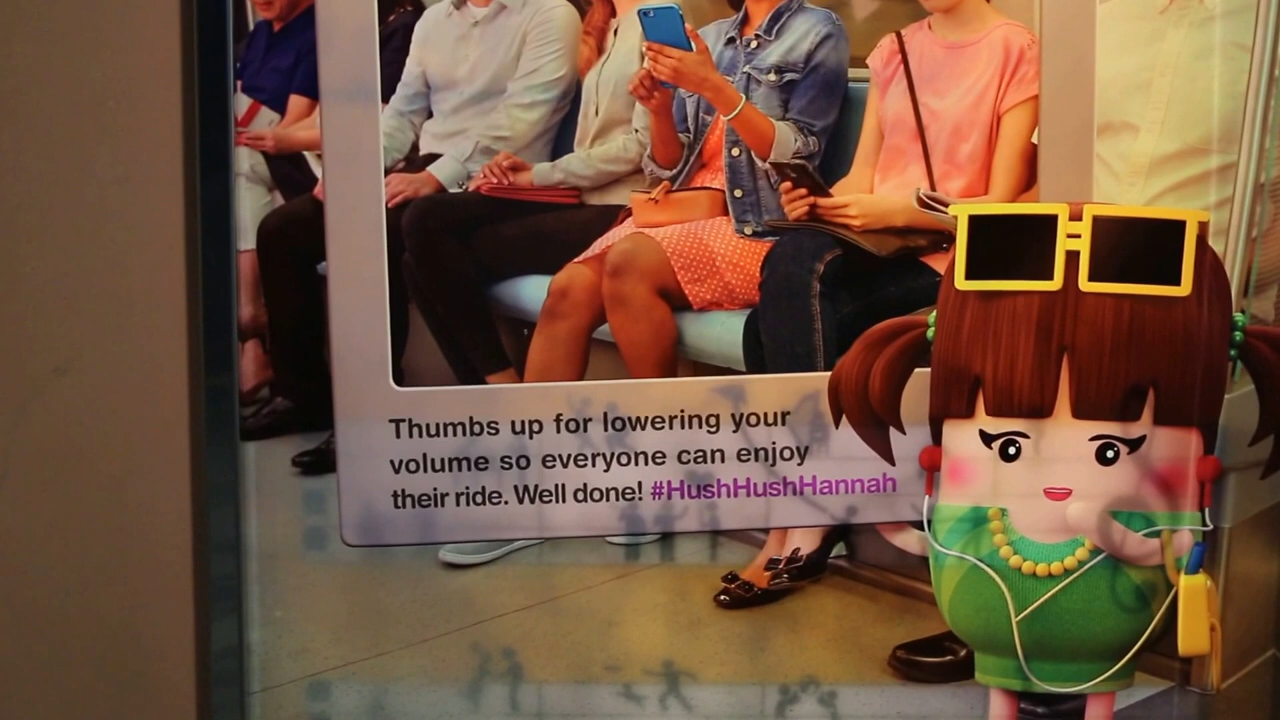 Thumbs up for lowering your
volume so everyone can enjoy
their ride. Well done! #HushHushHannah